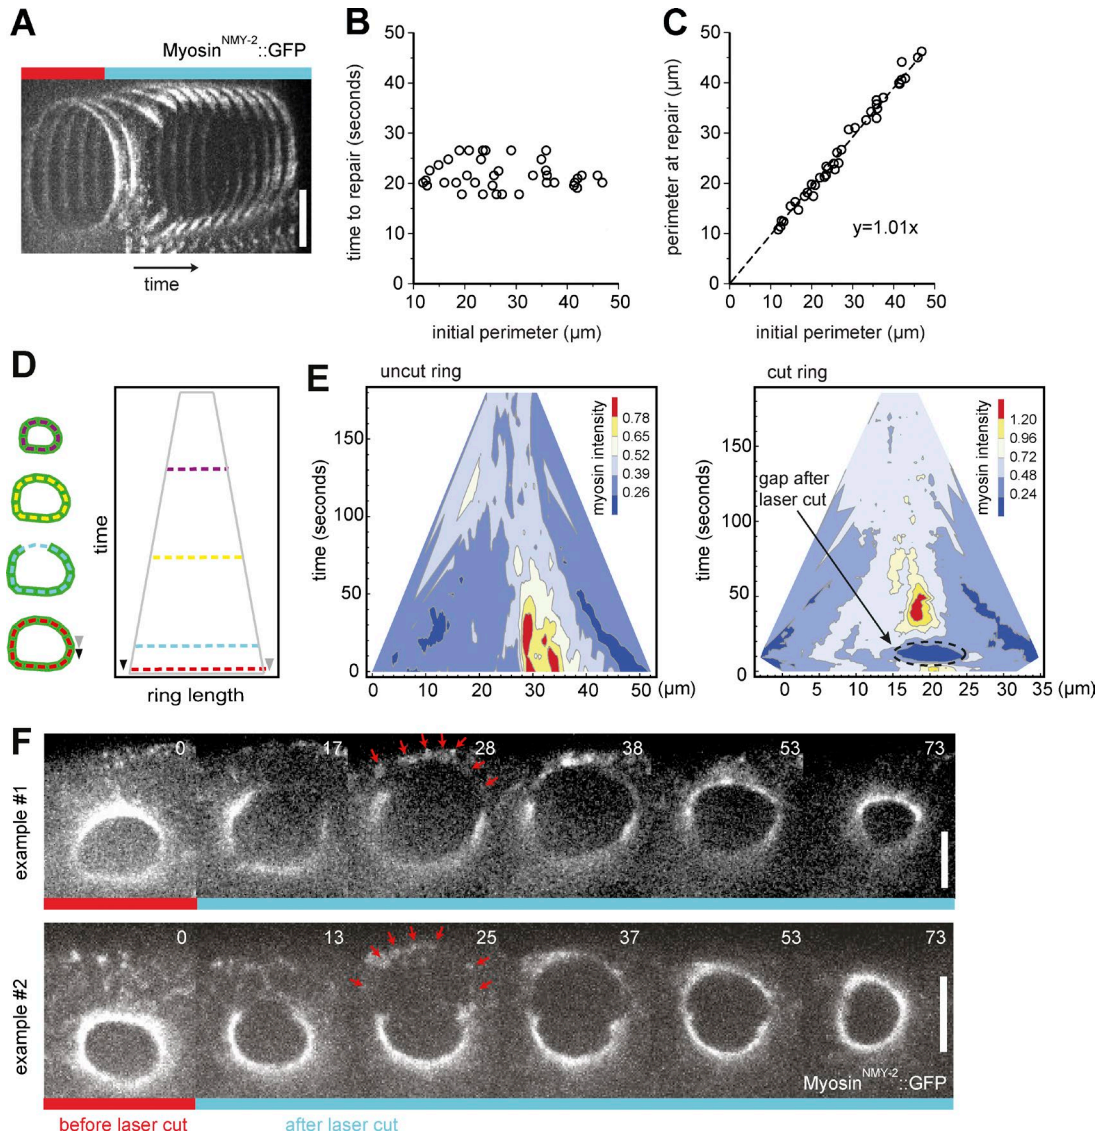 A
Myosin^NMY-2::GFP
time
B
time to repair (seconds)
50
40
30
20
10
0
10 20 30 40 50
initial perimeter (µm)
C
perimeter at repair (µm)
50
40
30
20
10
0
y=1.01x
0 10 20 30 40 50
initial perimeter (µm)
D
time
ring length
E
uncut ring
time (seconds)
150
100
50
0
myosin intensity
0.78
0.65
0.52
0.39
0.26
0 10 20 30 40 50 (µm)
cut ring
time (seconds)
150
100
50
0
gap after
laser cut
myosin intensity
1.20
0.96
0.72
0.48
0.24
0 5 10 15 20 25 30 35 (µm)
F
example #1
0 17 28 38 53 73
example #2
0 13 25 37 53 73
Myosin^NMY-2::GFP
before laser cut after laser cut